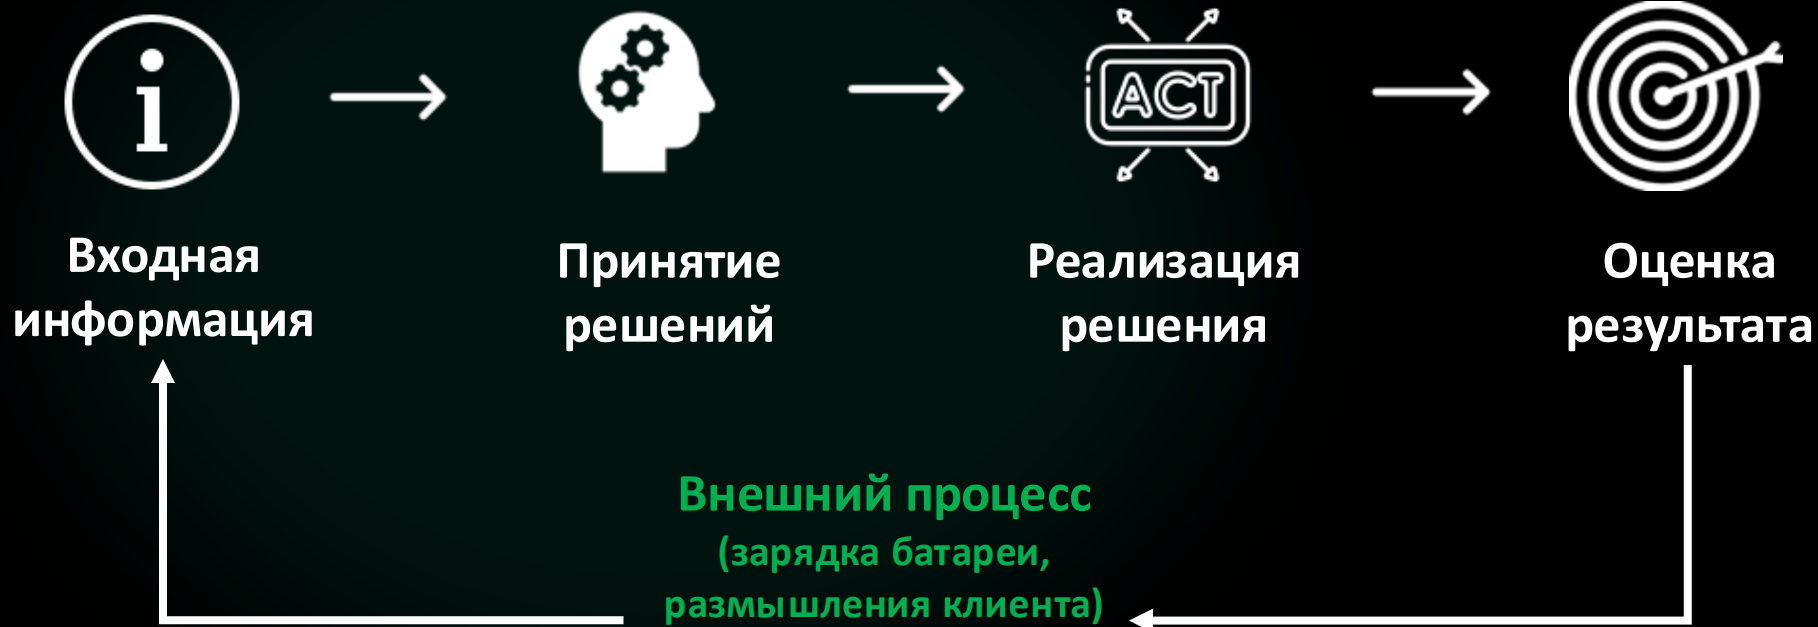 i
ACT
Входная
информация
Принятие
решений
Реализация
решения
Оценка
результата
Внешний процесс
(зарядка батареи,
размышления клиента)